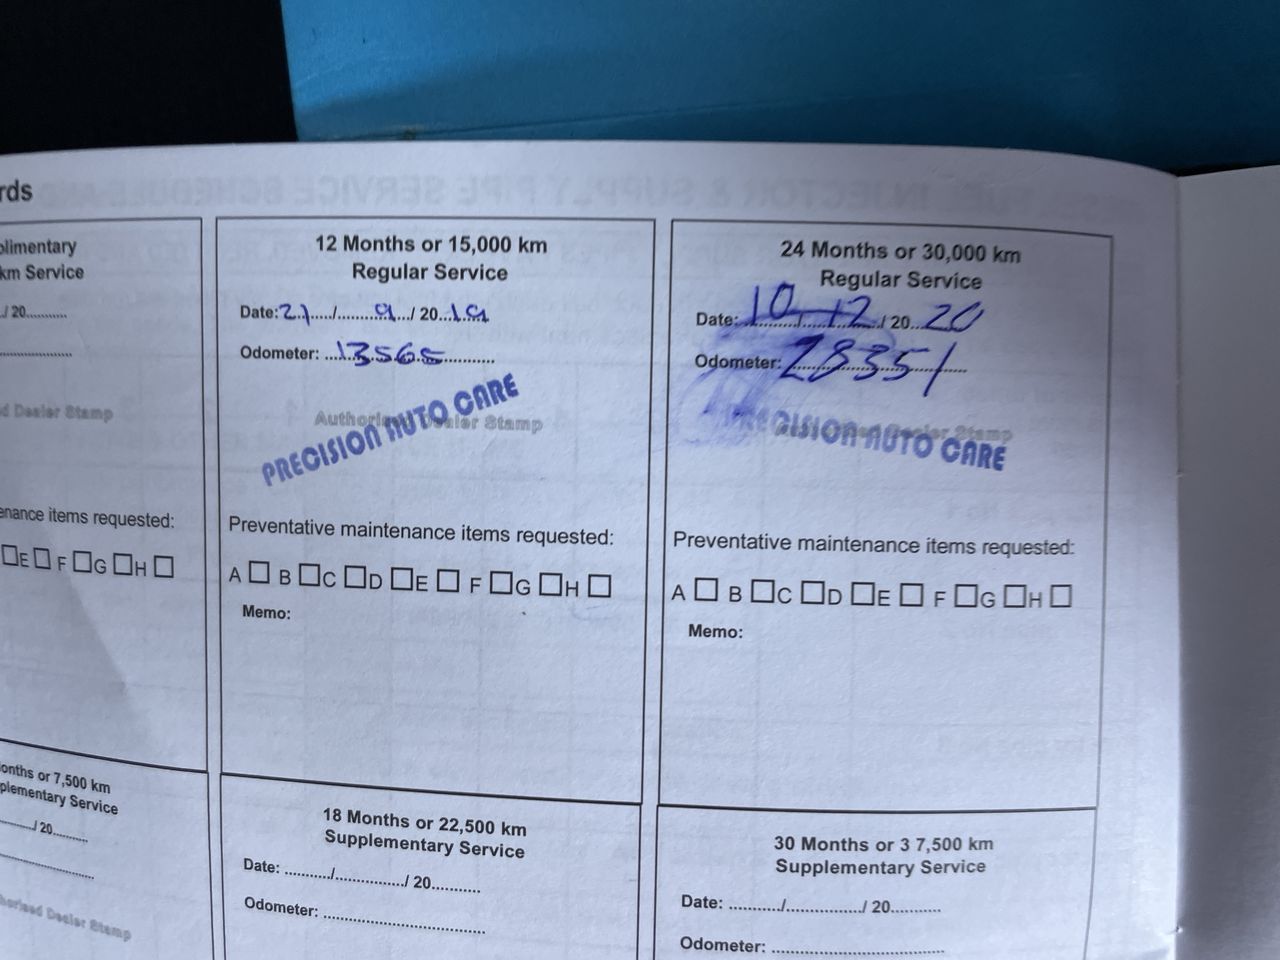 rds
plimentary
km Service
/ 20...........
d Dealer Stamp
enance items requested:
E F G H
onths or 7,500 km
plementary Service
/ 20...........
horised Dealer Stamp
12 Months or 15,000 km
Regular Service
Date: 21 / 9 / 20 19
Odometer: 13565
Authorised Dealer Stamp
PRECISION AUTO CARE
Preventative maintenance items requested:
A B C D E F G H
Memo:
18 Months or 22,500 km
Supplementary Service
Date: ........../.............../ 20...........
Odometer: ....................................
24 Months or 30,000 km
Regular Service
Date: 10 / 12 / 20 20
Odometer: 28351
Dealer Stamp
PRECISION AUTO CARE
Preventative maintenance items requested:
A B C D E F G H
Memo:
30 Months or 3 7,500 km
Supplementary Service
Date: ........../.............../ 20...........
Odometer: ....................................